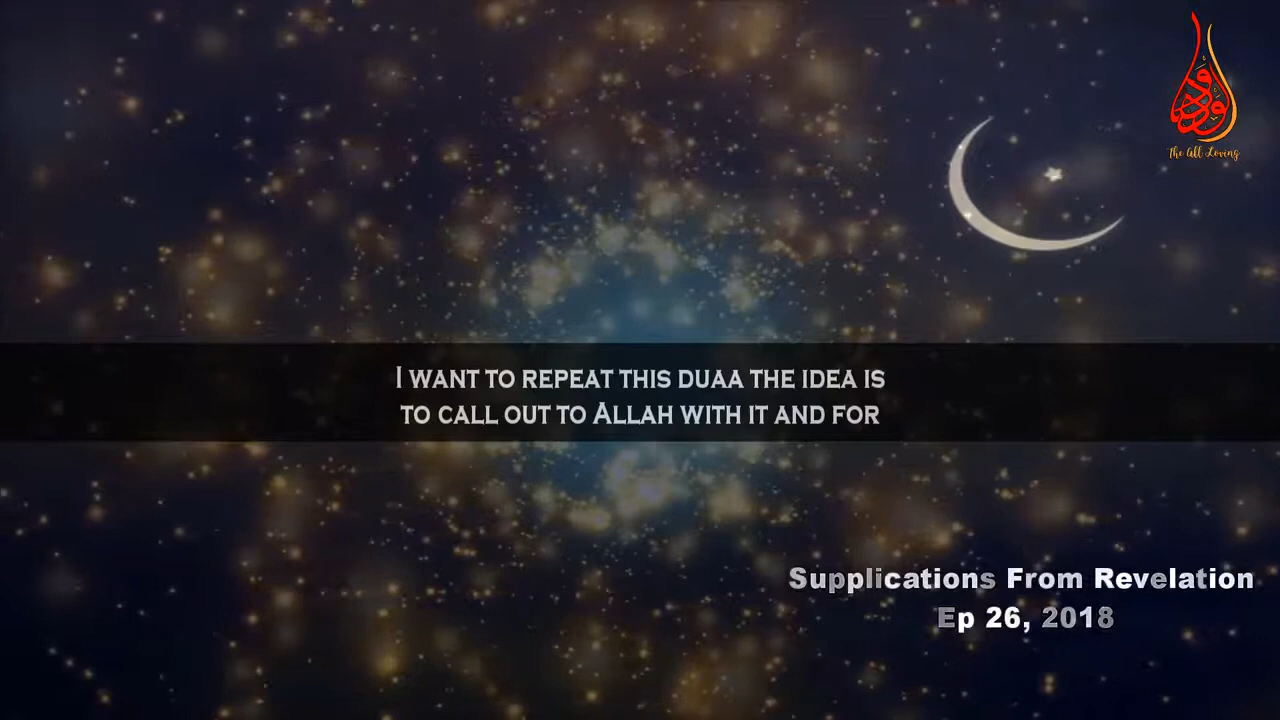 ودود
The All Loving
I WANT TO REPEAT THIS DUAA THE IDEA IS
TO CALL OUT TO ALLAH WITH IT AND FOR
Supplications From Revelation
Ep 26, 2018